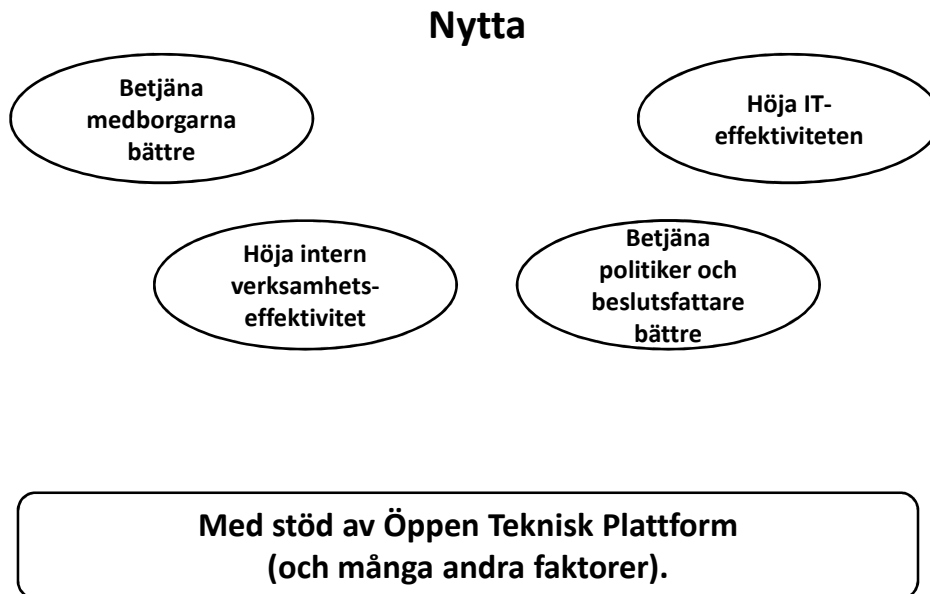 Nytta
Betjäna
medborgarna
bättre
Höja IT-
effektiviteten
Höja intern
verksamhets-
effektivitet
Betjäna
politiker och
beslutsfattare
bättre
Med stöd av Öppen Teknisk Plattform
(och många andra faktorer).